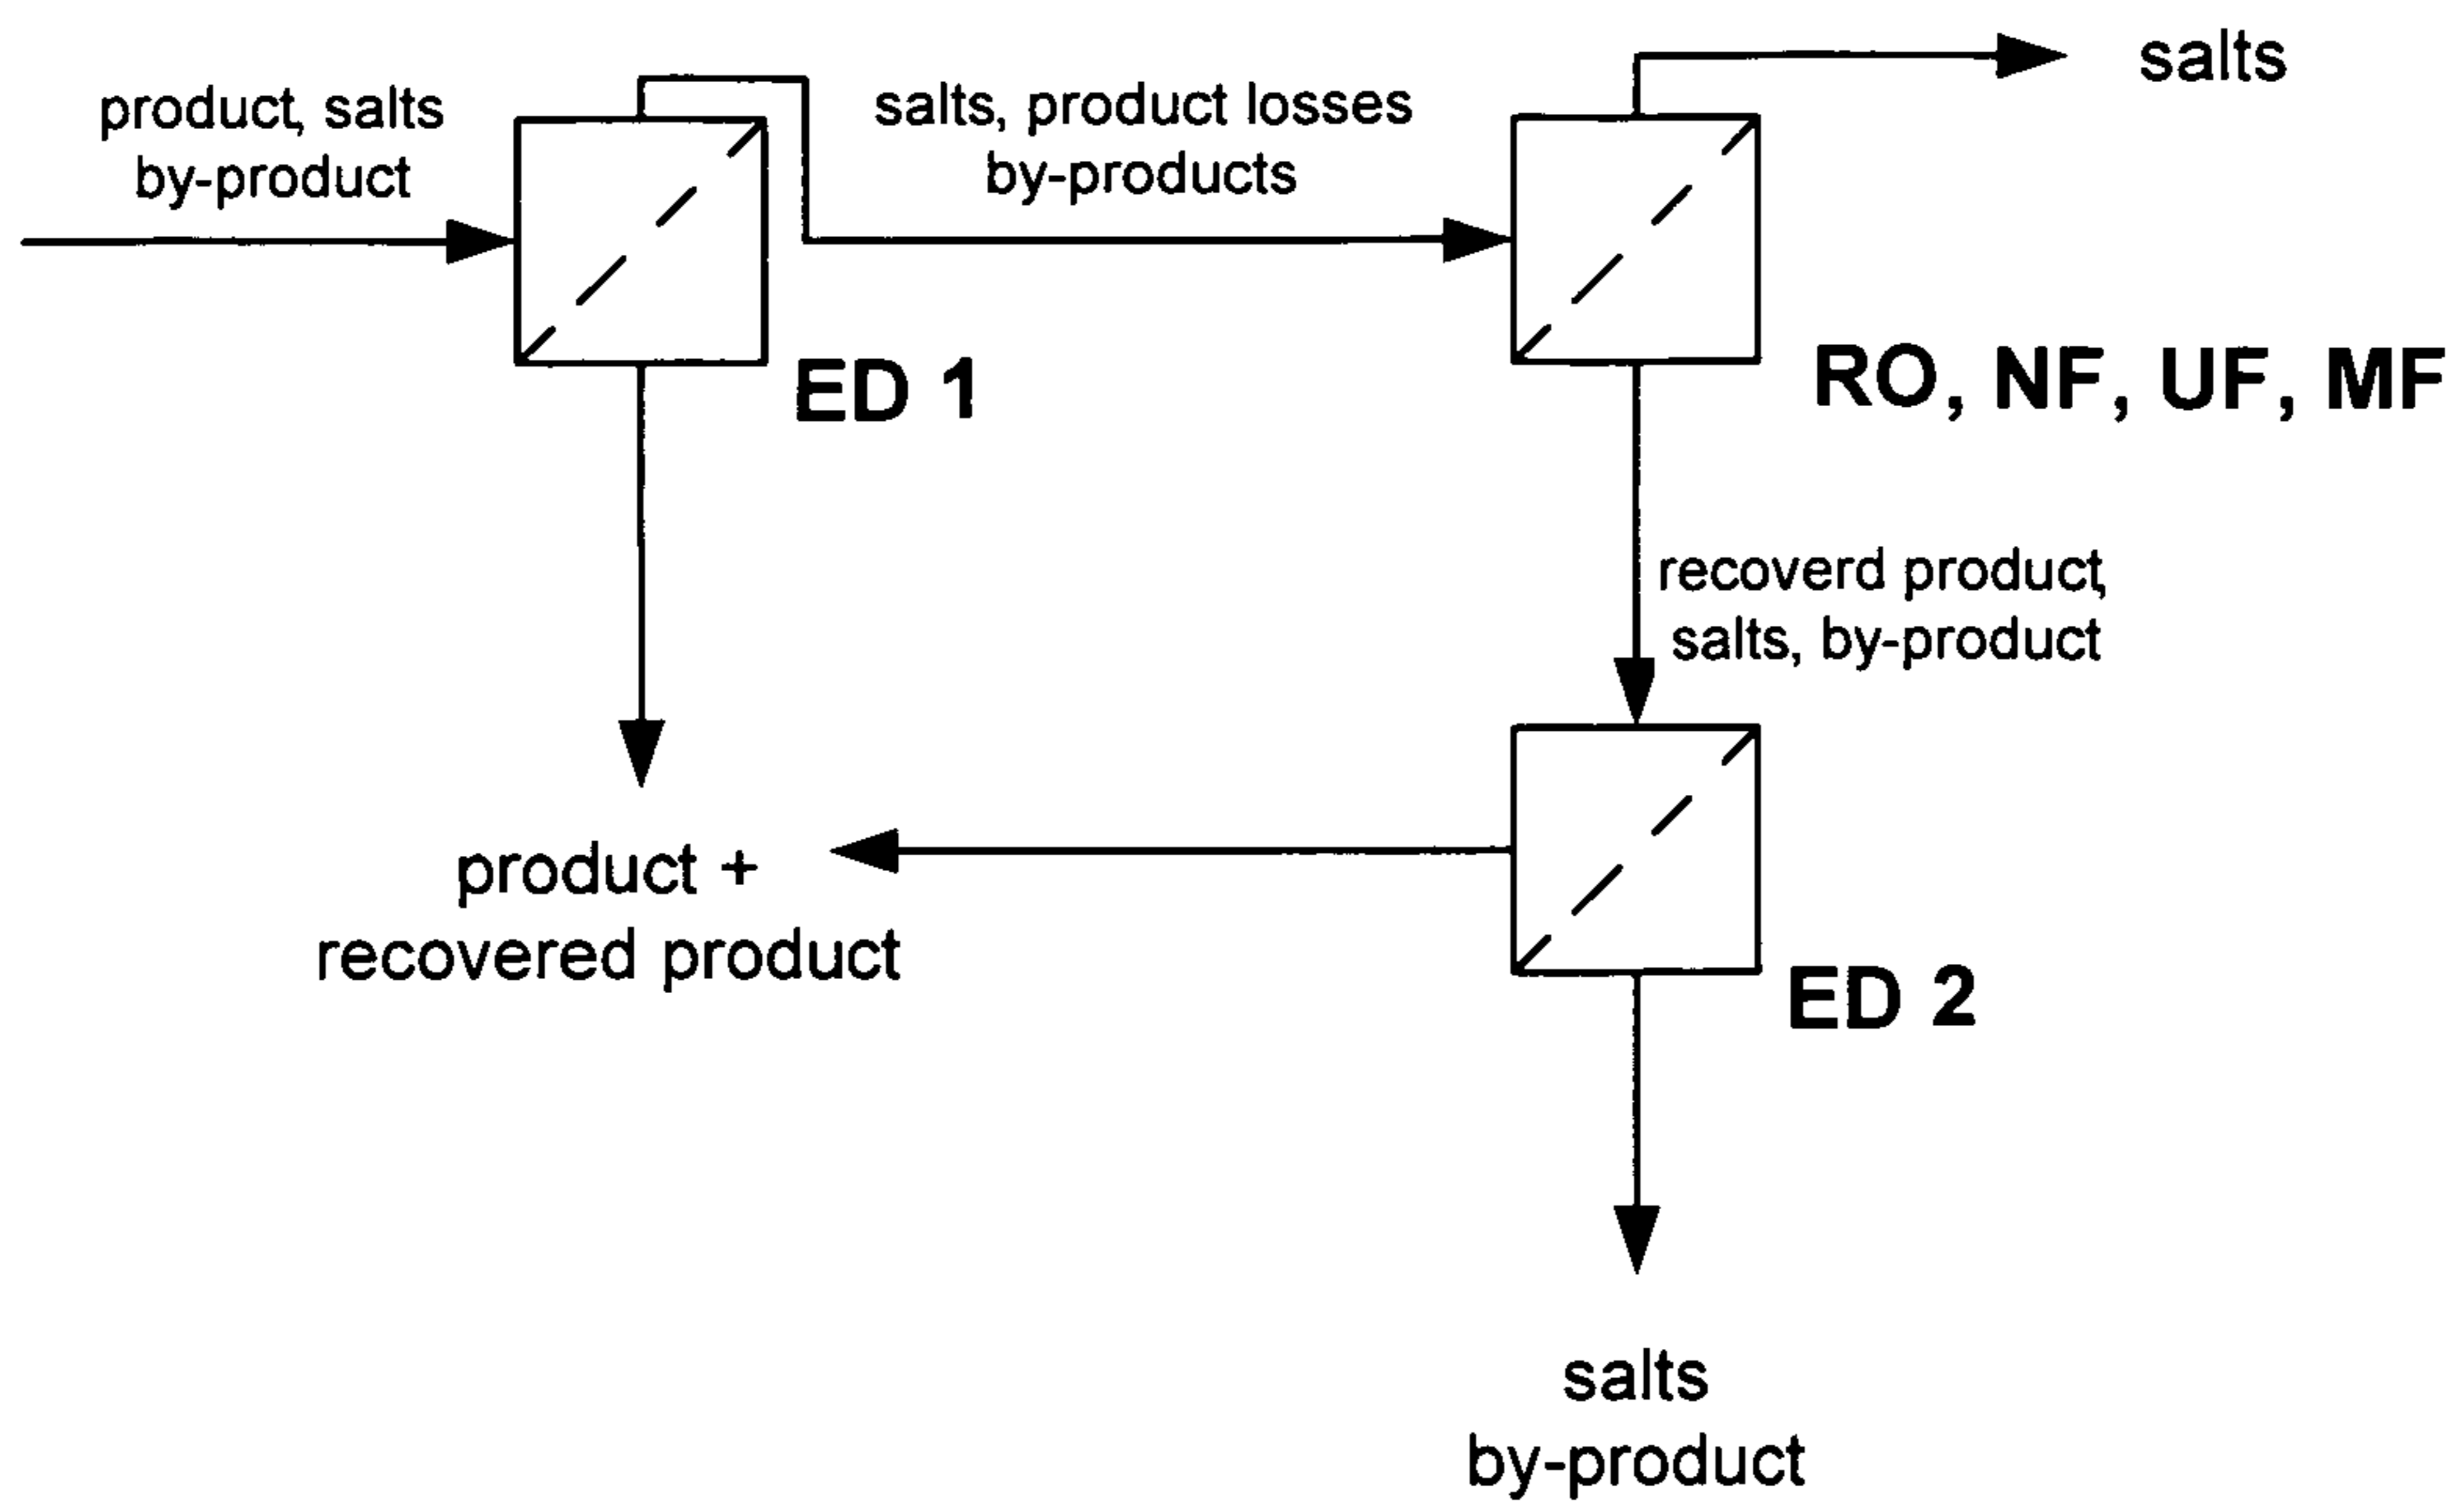 product, salts
by-product
salts, product losses
by-products
salts
ED 1
RO, NF, UF, MF
recoverd product,
salts, by-product
product +
recovered product
ED 2
salts
by-product